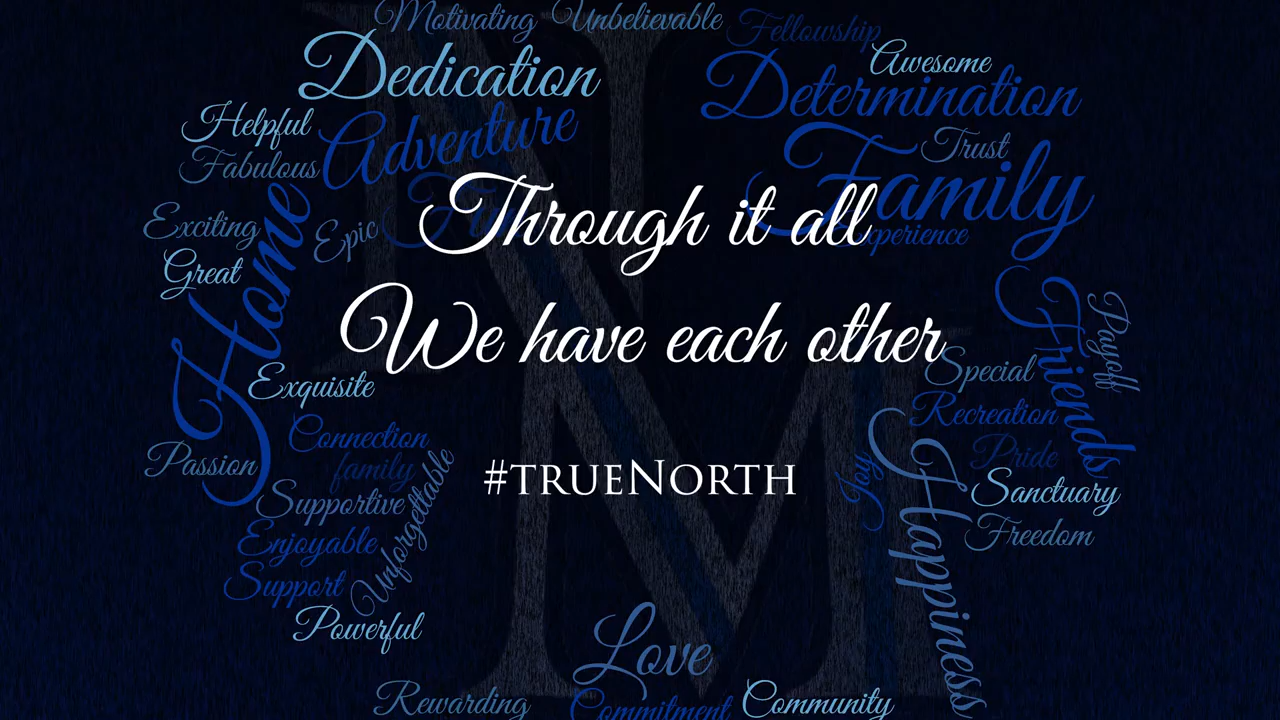 Motivating
Unbelievable
Fellowship
Dedication
Awesome
Determination
Helpful
Adventure
Trust
Fabulous
Family
Through it all
Exciting
Epic
Experience
Great
Home
We have each other
Friends
Payoff
Exquisite
Special
Recreation
Connection
Pride
Passion
family
#TRUENORTH
Joy
Sanctuary
Supportive
Unforgettable
Happiness
Freedom
Enjoyable
Support
Powerful
Love
Rewarding
Commitment
Community